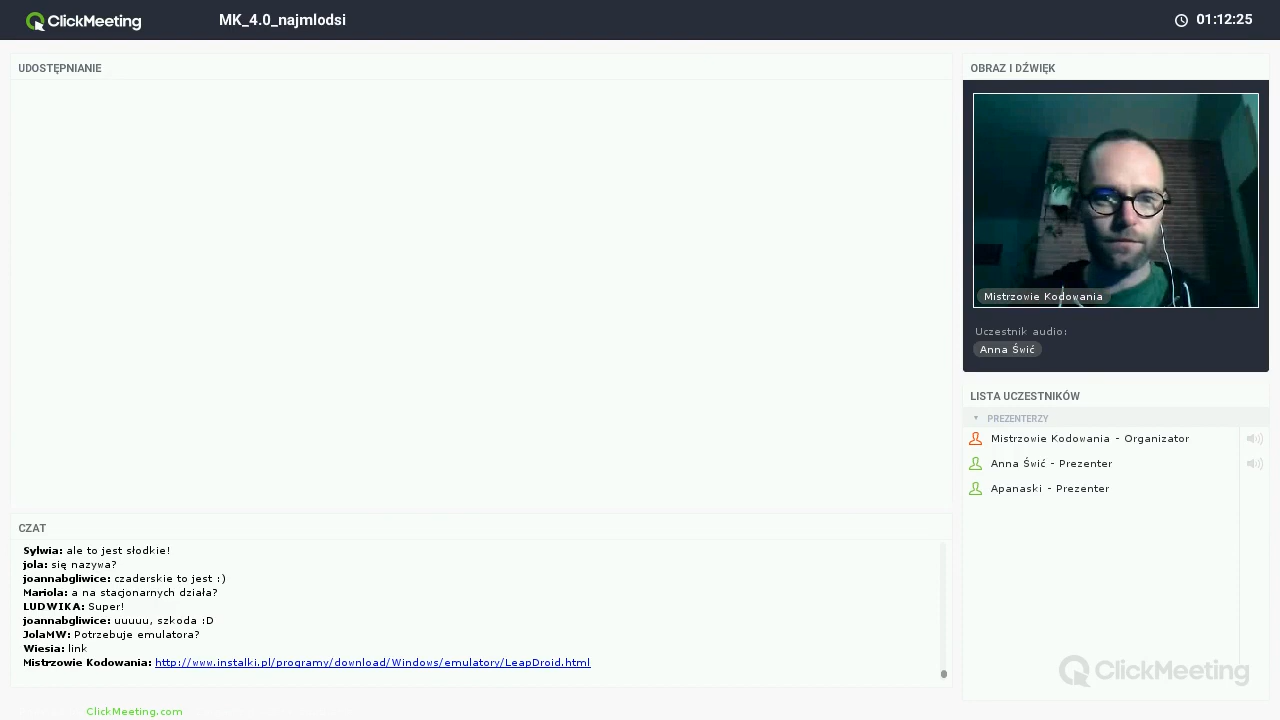 ClickMeeting
MK_4.0_najmlodsi
01:12:25
UDOSTĘPNIANIE
OBRAZ I DŹWIĘK
Mistrzowie Kodowania
Uczestnik audio:
Anna Świć
LISTA UCZESTNIKÓW
PREZENTERZY
Mistrzowie Kodowania - Organizator
Anna Świć - Prezenter
Apanaski - Prezenter
CZAT
Sylwia: ale to jest słodkie!
jola: się nazywa?
joannabgliwice: czaderskie to jest :)
Mariola: a na stacjonarnych działa?
LUDWIKA: Super!
joannabgliwice: uuuuu, szkoda :D
JolaMW: Potrzebuje emulatora?
Wiesia: link
Mistrzowie Kodowania: http://www.instalki.pl/programy/download/Windows/emulatory/LeapDroid.html
ClickMeeting
ClickMeeting.com